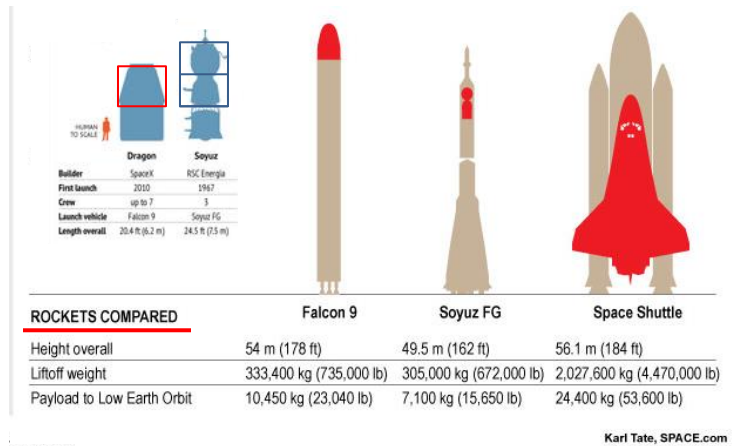 HUMAN
TO SCALE
Dragon Soyuz
Builder SpaceX RSC Energia
First launch 2010 1967
Crew up to 7 3
Launch vehicle Falcon 9 Soyuz FG
Length overall 20.4 ft (6.2 m) 24.5 ft (7.5 m)
ROCKETS COMPARED Falcon 9 Soyuz FG Space Shuttle
Height overall 54 m (178 ft) 49.5 m (162 ft) 56.1 m (184 ft)
Liftoff weight 333,400 kg (735,000 lb) 305,000 kg (672,000 lb) 2,027,600 kg (4,470,000 lb)
Payload to Low Earth Orbit 10,450 kg (23,040 lb) 7,100 kg (15,650 lb) 24,400 kg (53,600 lb)
Karl Tate, SPACE.com